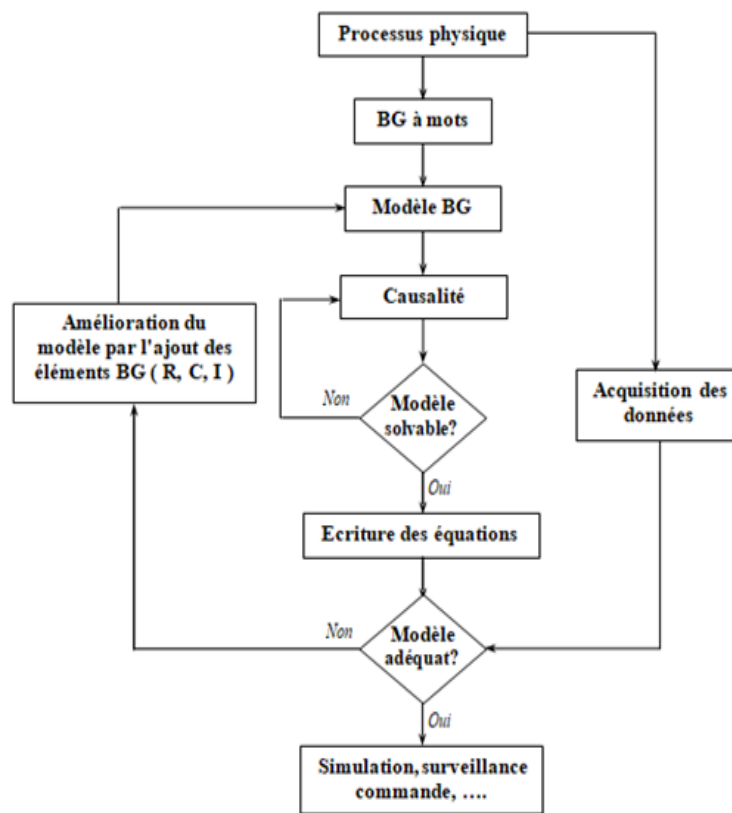 Processus physique
BG à mots
Modèle BG
Causalité
Amélioration du
modèle par l'ajout des
éléments BG ( R, C, I )
Non
Modèle
solvable?
Acquisition des
données
Oui
Ecriture des équations
Non
Modèle
adéquat?
Oui
Simulation, surveillance
commande, ....